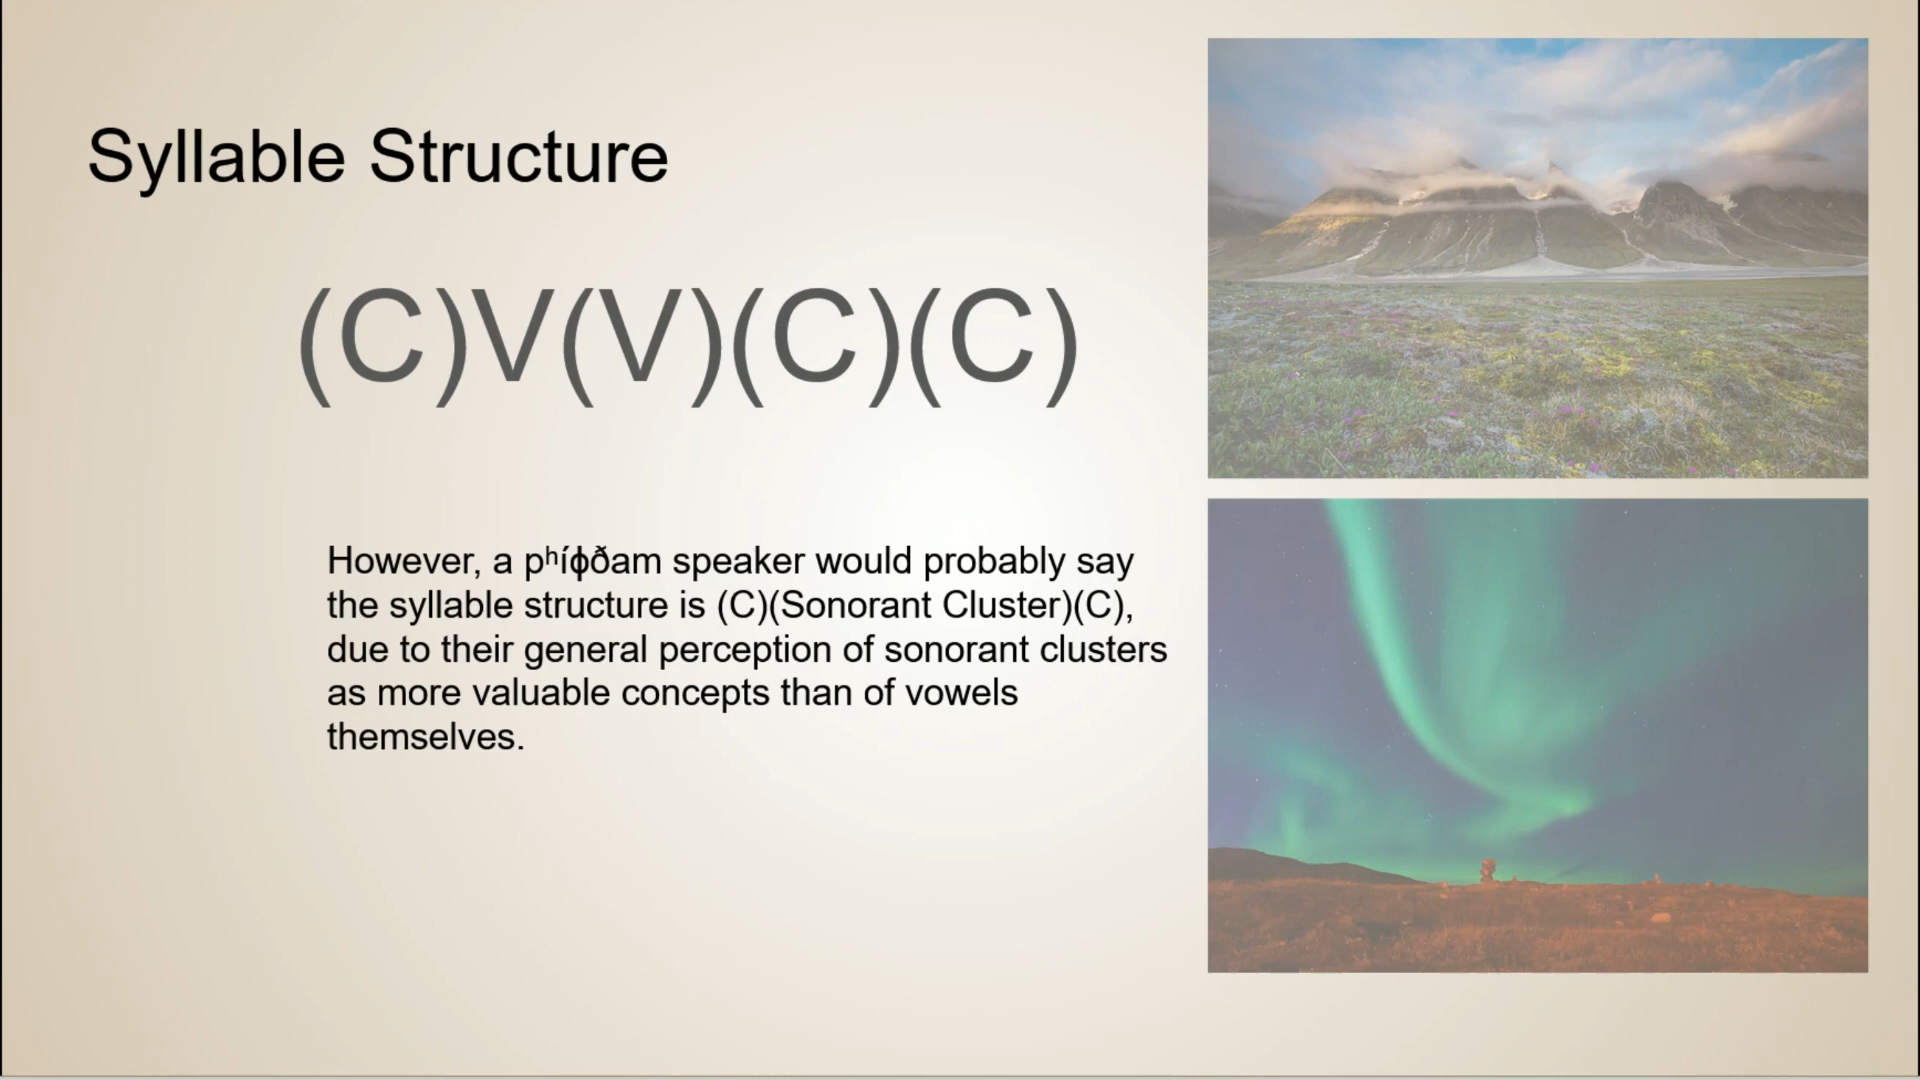 Syllable Structure
(C)V(V)(C)(C)
However, a pʰíɸðam speaker would probably say
the syllable structure is (C)(Sonorant Cluster)(C),
due to their general perception of sonorant clusters
as more valuable concepts than of vowels
themselves.